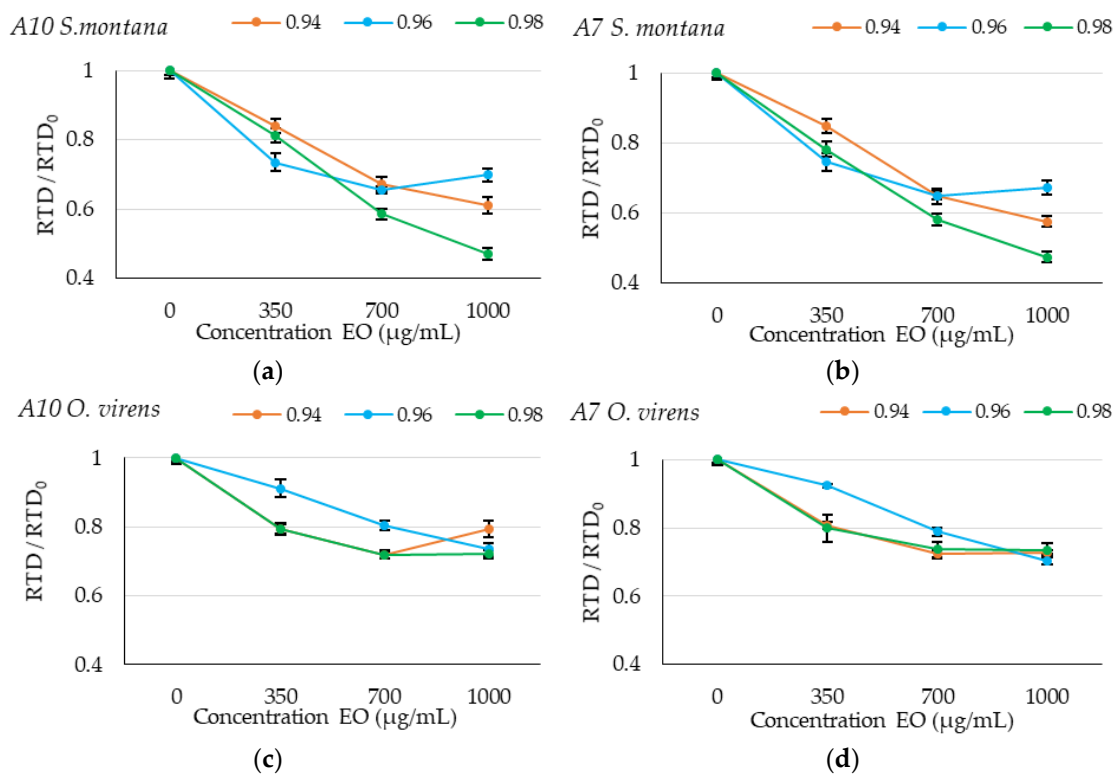 A10 S.montana 0.94 0.96 0.98
1
0.8
0.6
0.4
RTD / RTD0
0 350 700 1000
Concentration EO (µg/mL)
(a)
A7 S. montana 0.94 0.96 0.98
1
0.8
0.6
0.4
RTD / RTD0
0 350 700 1000
Concentration EO (µg/mL)
(b)
A10 O. virens 0.94 0.96 0.98
1
0.8
0.6
0.4
RTD / RTD0
0 350 700 1000
Concentration EO (µg/mL)
(c)
A7 O. virens 0.94 0.96 0.98
1
0.8
0.6
0.4
RTD / RTD0
0 350 700 1000
Concentration EO (µg/mL)
(d)